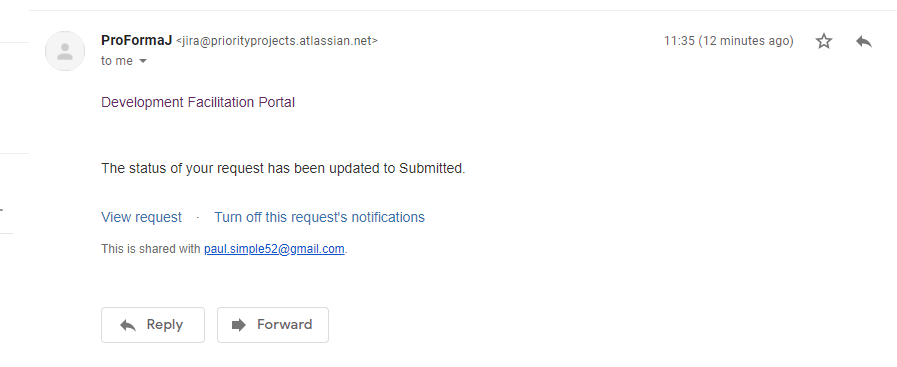 ProFormaJ <jira@priorityprojects.atlassian.net> 11:35 (12 minutes ago)
to me
Development Facilitation Portal
The status of your request has been updated to Submitted.
View request · Turn off this request's notifications
This is shared with paul.simple52@gmail.com.
Reply Forward